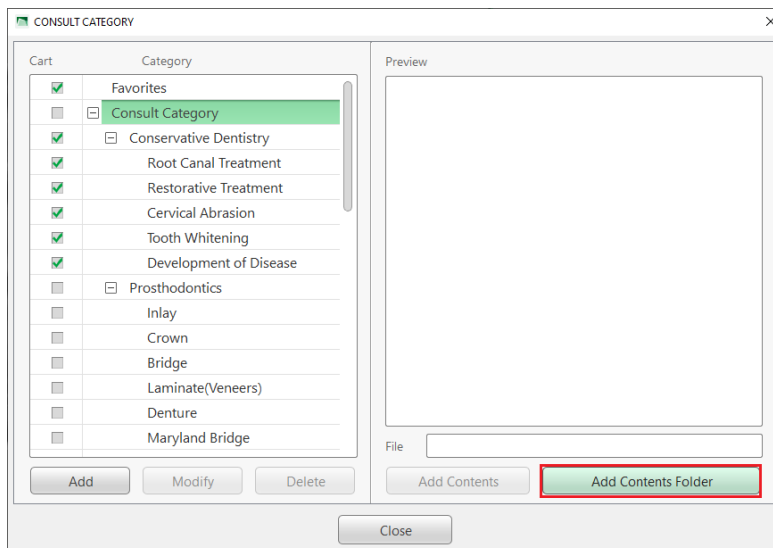 CONSULT CATEGORY
Cart Category
Favorites
Consult Category
Conservative Dentistry
Root Canal Treatment
Restorative Treatment
Cervical Abrasion
Tooth Whitening
Development of Disease
Prosthodontics
Inlay
Crown
Bridge
Laminate(Veneers)
Denture
Maryland Bridge
Add Modify Delete
Preview
File
Add Contents Add Contents Folder
Close